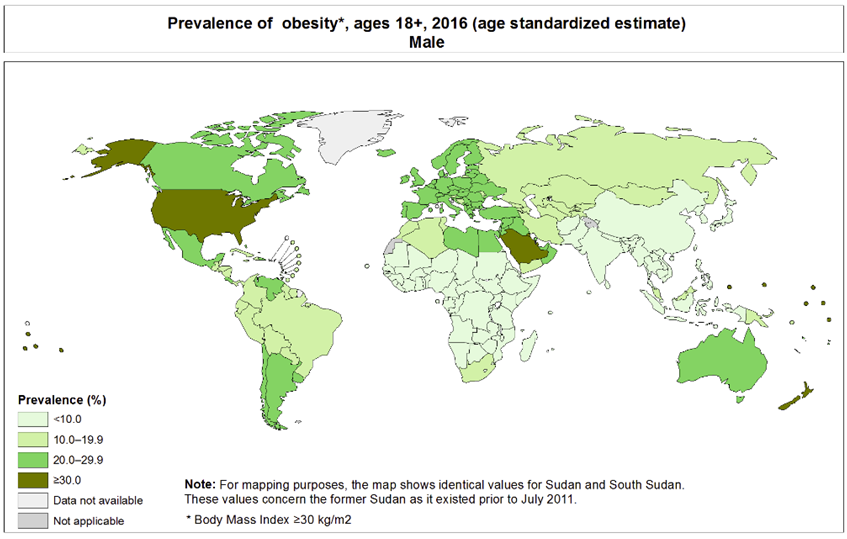 Prevalence of obesity*, ages 18+, 2016 (age standardized estimate)
Male
Prevalence (%)
<10.0
10.0–19.9
20.0–29.9
≥30.0
Data not available
Not applicable
Note: For mapping purposes, the map shows identical values for Sudan and South Sudan.
These values concern the former Sudan as it existed prior to July 2011.
* Body Mass Index ≥30 kg/m2